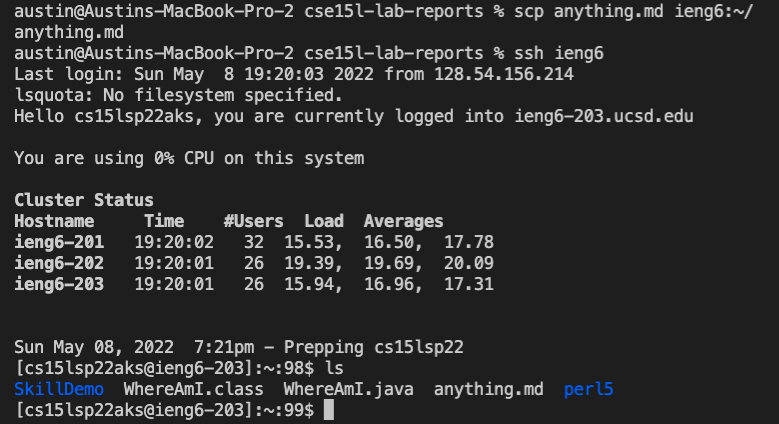 austin@Austins-MacBook-Pro-2 cse15l-lab-reports % scp anything.md ieng6:~/
anything.md
austin@Austins-MacBook-Pro-2 cse15l-lab-reports % ssh ieng6
Last login: Sun May  8 19:20:03 2022 from 128.54.156.214
lsquota: No filesystem specified.
Hello cs15lsp22aks, you are currently logged into ieng6-203.ucsd.edu

You are using 0% CPU on this system

Cluster Status
Hostname     Time    #Users  Load  Averages
ieng6-201   19:20:02   32  15.53,  16.50,  17.78
ieng6-202   19:20:01   26  19.39,  19.69,  20.09
ieng6-203   19:20:01   26  15.94,  16.96,  17.31

Sun May 08, 2022  7:21pm - Prepping cs15lsp22
[cs15lsp22aks@ieng6-203]:~:98$ ls
SkillDemo  WhereAmI.class  WhereAmI.java  anything.md  perl5
[cs15lsp22aks@ieng6-203]:~:99$